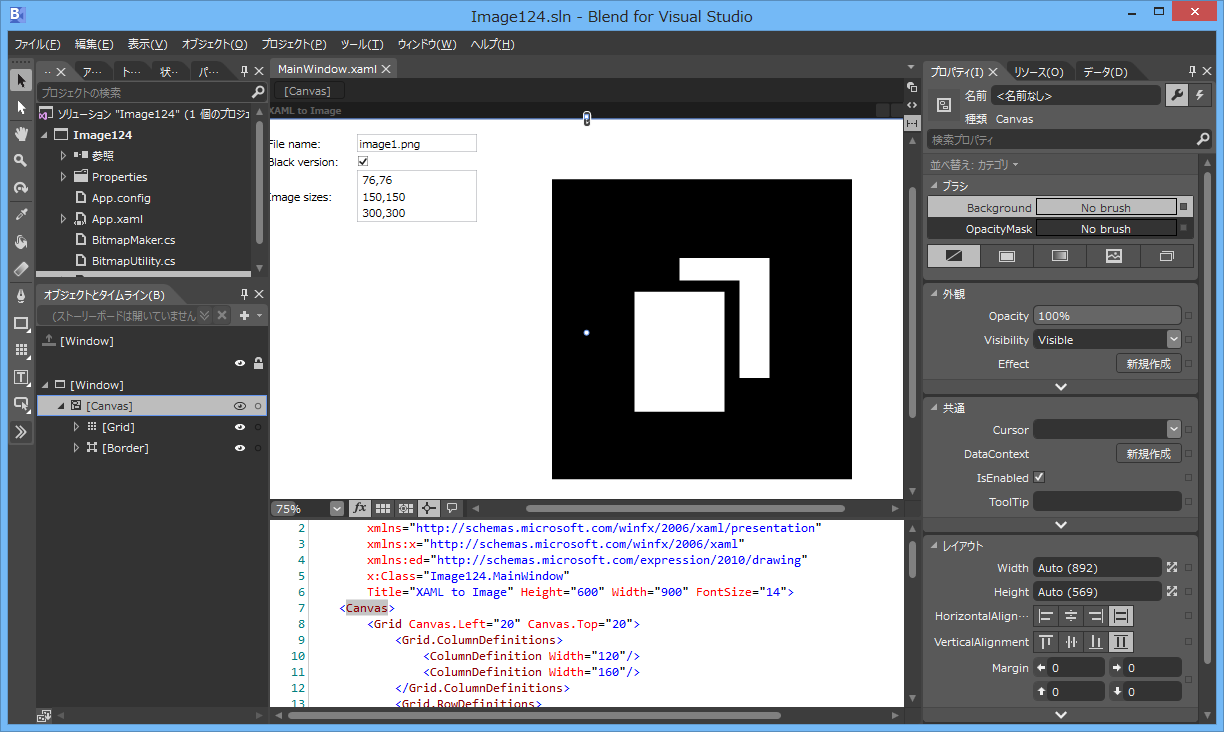 Image124.sln - Blend for Visual Studio
ファイル(F) 編集(E) 表示(V) オブジェクト(O) プロジェクト(P) ツール(T) ウィンドウ(W) ヘルプ(H)
ア… ト… 状… パ…
プロジェクトの検索
ソリューション "Image124" (1 個のプロジ
Image124
参照
Properties
App.config
App.xaml
BitmapMaker.cs
BitmapUtility.cs
オブジェクトとタイムライン(B)
(ストーリーボードは開いていません
[Window]
[Window]
[Canvas]
[Grid]
[Border]
MainWindow.xaml
[Canvas]
XAML to Image
File name: image1.png
Black version:
Image sizes:
76,76
150,150
300,300
75%
fx
2 xmlns="http://schemas.microsoft.com/winfx/2006/xaml/presentation"
3 xmlns:x="http://schemas.microsoft.com/winfx/2006/xaml"
4 xmlns:ed="http://schemas.microsoft.com/expression/2010/drawing"
5 x:Class="Image124.MainWindow"
6 Title="XAML to Image" Height="600" Width="900" FontSize="14">
7 <Canvas>
8 <Grid Canvas.Left="20" Canvas.Top="20">
9 <Grid.ColumnDefinitions>
10 <ColumnDefinition Width="120"/>
11 <ColumnDefinition Width="160"/>
12 </Grid.ColumnDefinitions>
13 <Grid.RowDefinitions>
プロパティ(I) リソース(O) データ(D)
名前 <名前なし>
種類 Canvas
検索プロパティ
並べ替え: カテゴリ
ブラシ
Background No brush
OpacityMask No brush
外観
Opacity 100%
Visibility Visible
Effect 新規作成
共通
Cursor
DataContext 新規作成
IsEnabled
ToolTip
レイアウト
Width Auto (892)
Height Auto (569)
HorizontalAlign…
VerticalAlignment
Margin 0 0
0 0